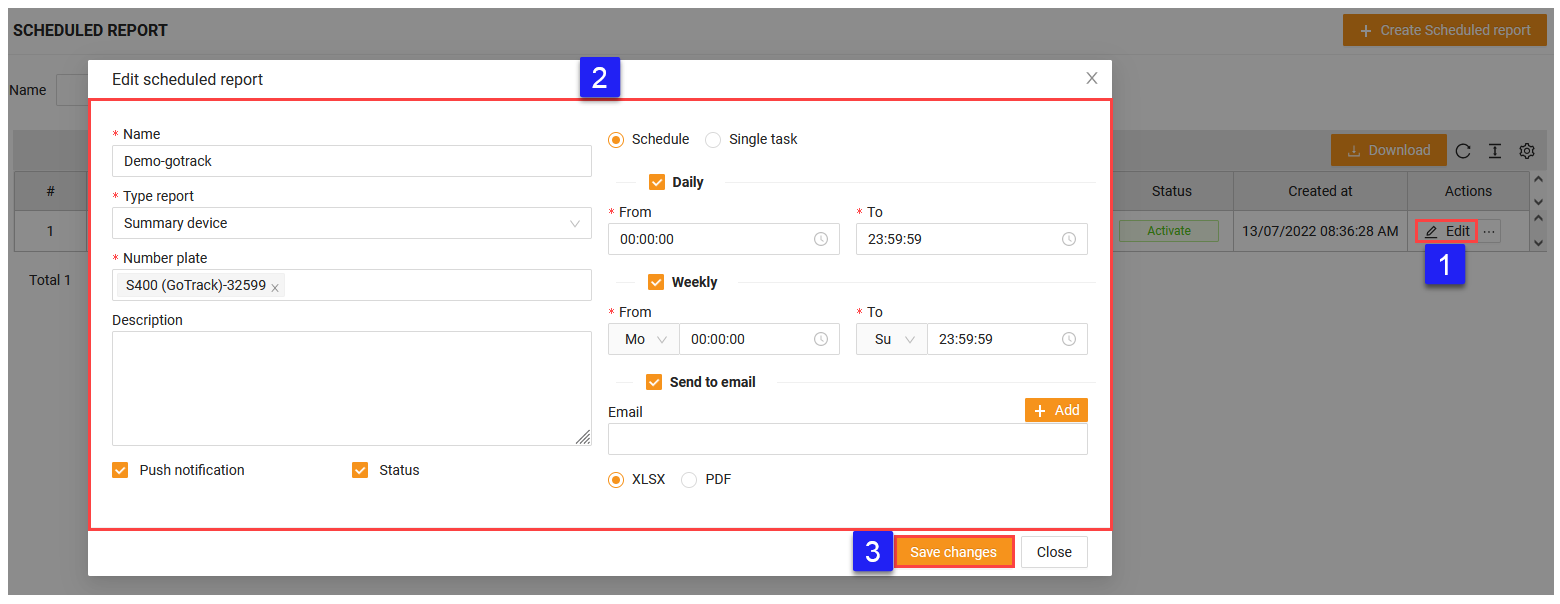 SCHEDULED REPORT
+ Create Scheduled report
Name
Edit scheduled report
2
* Name
Demo-gotrack
* Type report
Summary device
* Number plate
S400 (GoTrack)-32599 x
Description
Push notification
Status
Schedule
Single task
Daily
* From
* To
00:00:00
23:59:59
Weekly
* From
* To
Mo
00:00:00
Su
23:59:59
Send to email
Email
+ Add
XLSX
PDF
3
Save changes
Close
Download
#
Status
Created at
Actions
1
Activate
13/07/2022 08:36:28 AM
Edit
...
1
Total 1